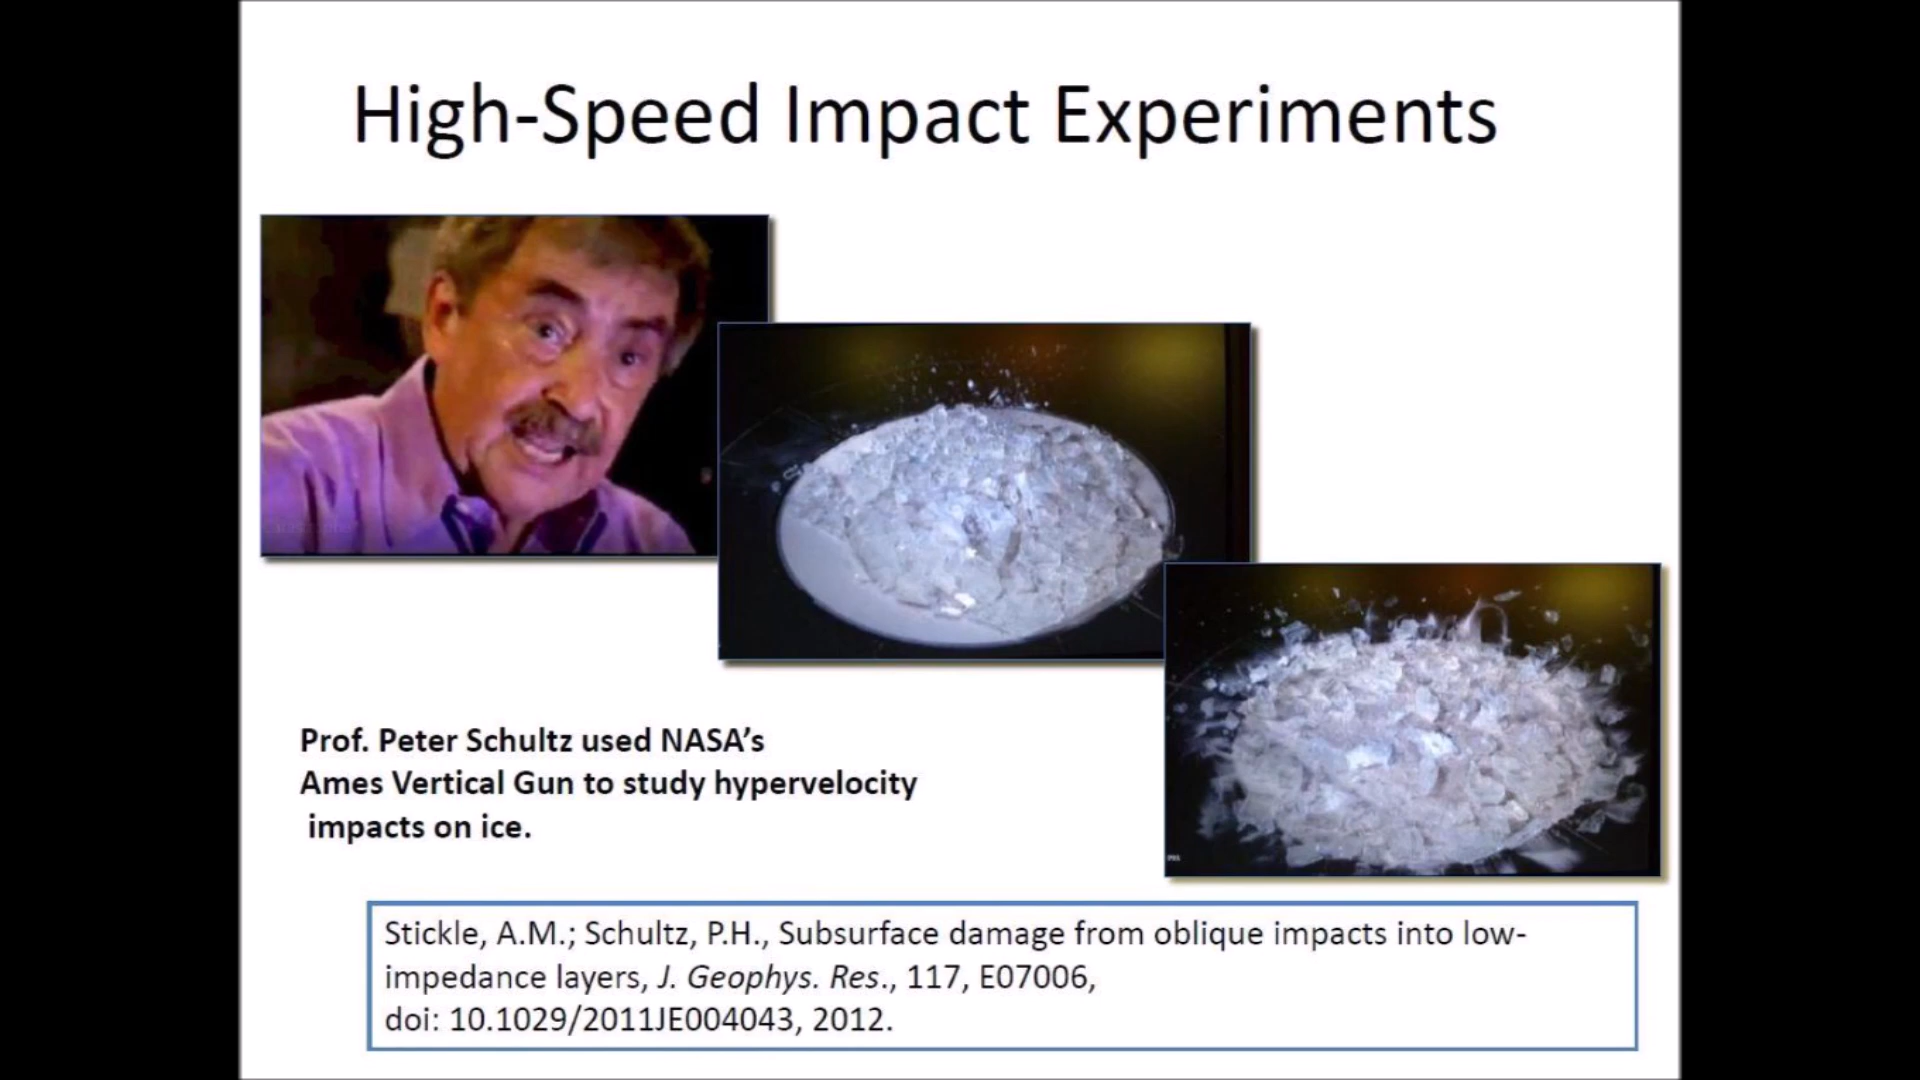 High-Speed Impact Experiments
Prof. Peter Schultz used NASA's
Ames Vertical Gun to study hypervelocity
impacts on ice.
Stickle, A.M.; Schultz, P.H., Subsurface damage from oblique impacts into low-
impedance layers, J. Geophys. Res., 117, E07006,
doi: 10.1029/2011JE004043, 2012.